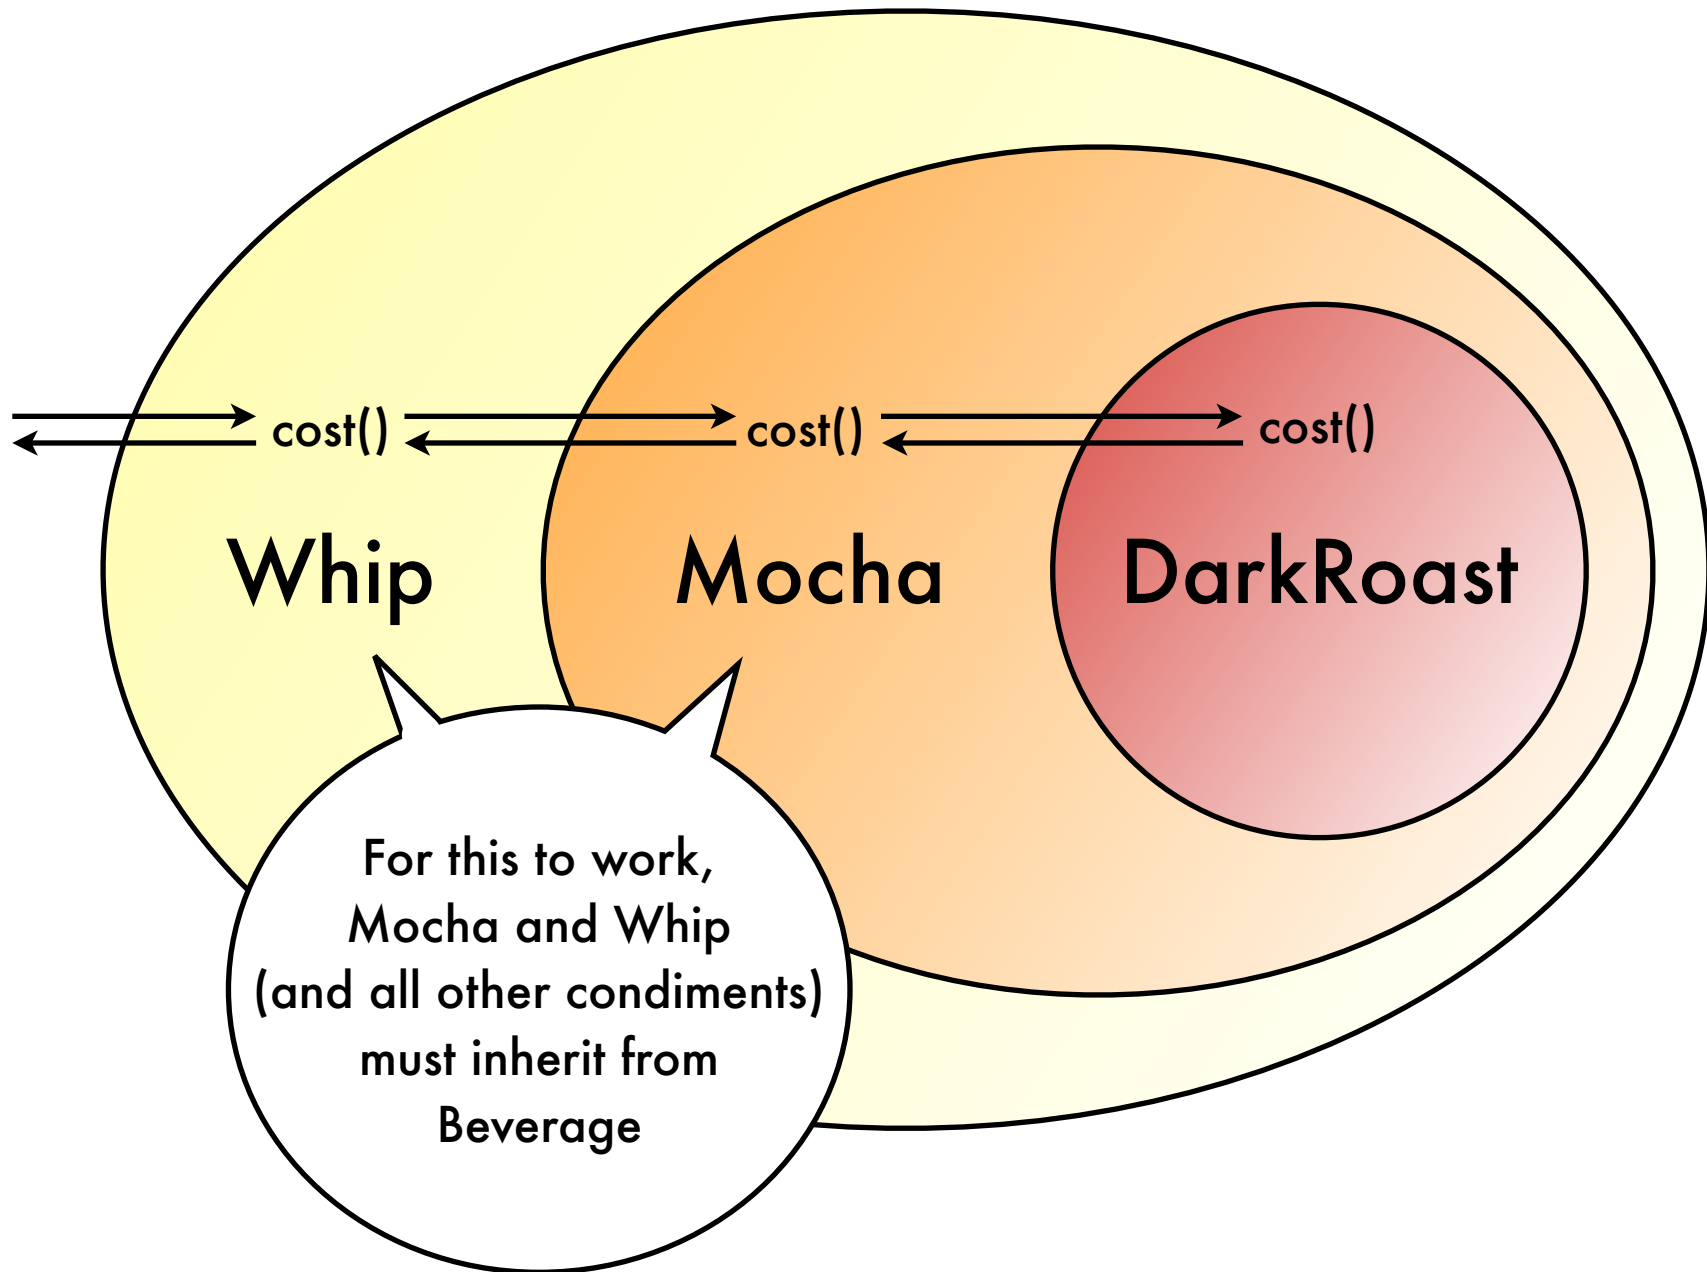 cost()
cost()
cost()
Whip
Mocha
DarkRoast
For this to work,
Mocha and Whip
(and all other condiments)
must inherit from
Beverage